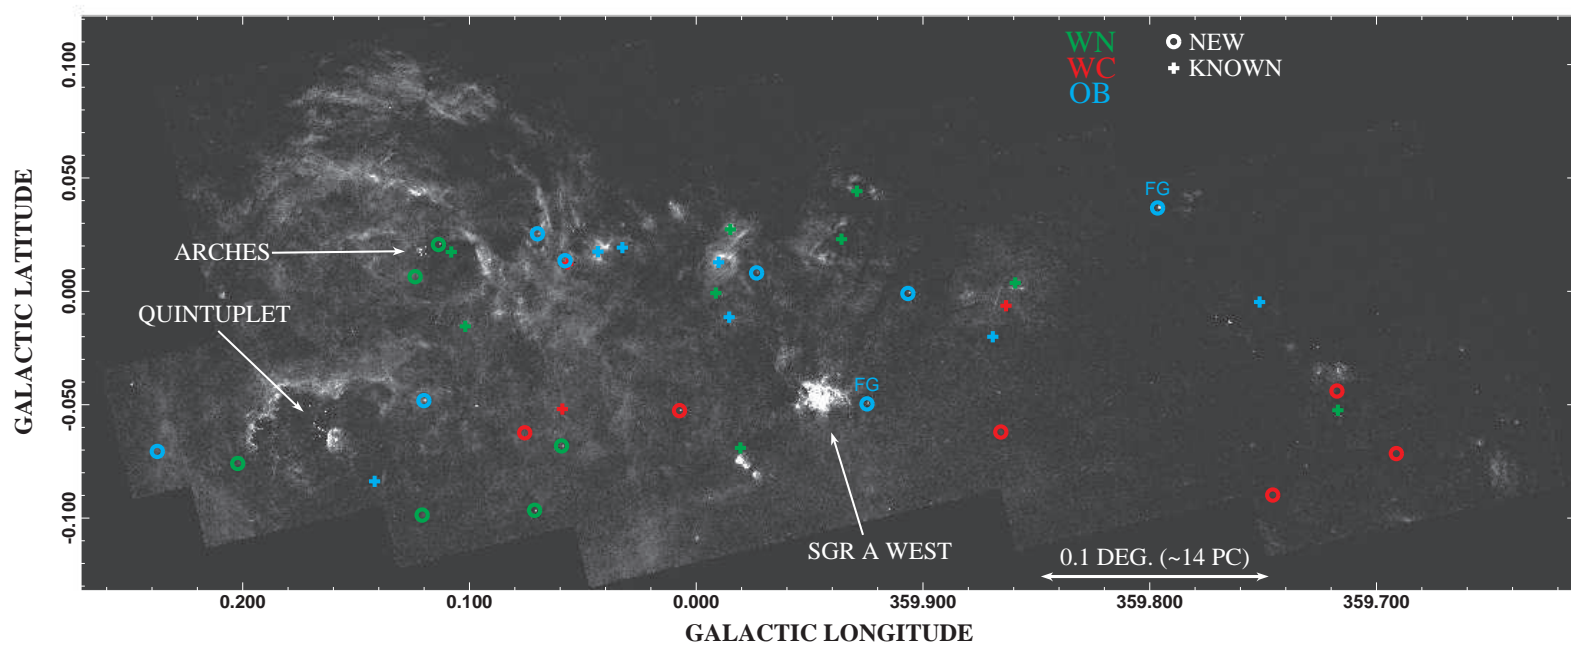 WN
WC
OB
NEW
KNOWN
FG
ARCHES
QUINTUPLET
FG
SGR A WEST
0.1 DEG. (~14 PC)
GALACTIC LATITUDE
0.100
0.050
0.000
-0.050
-0.100
0.200 0.100 0.000 359.900 359.800 359.700
GALACTIC LONGITUDE